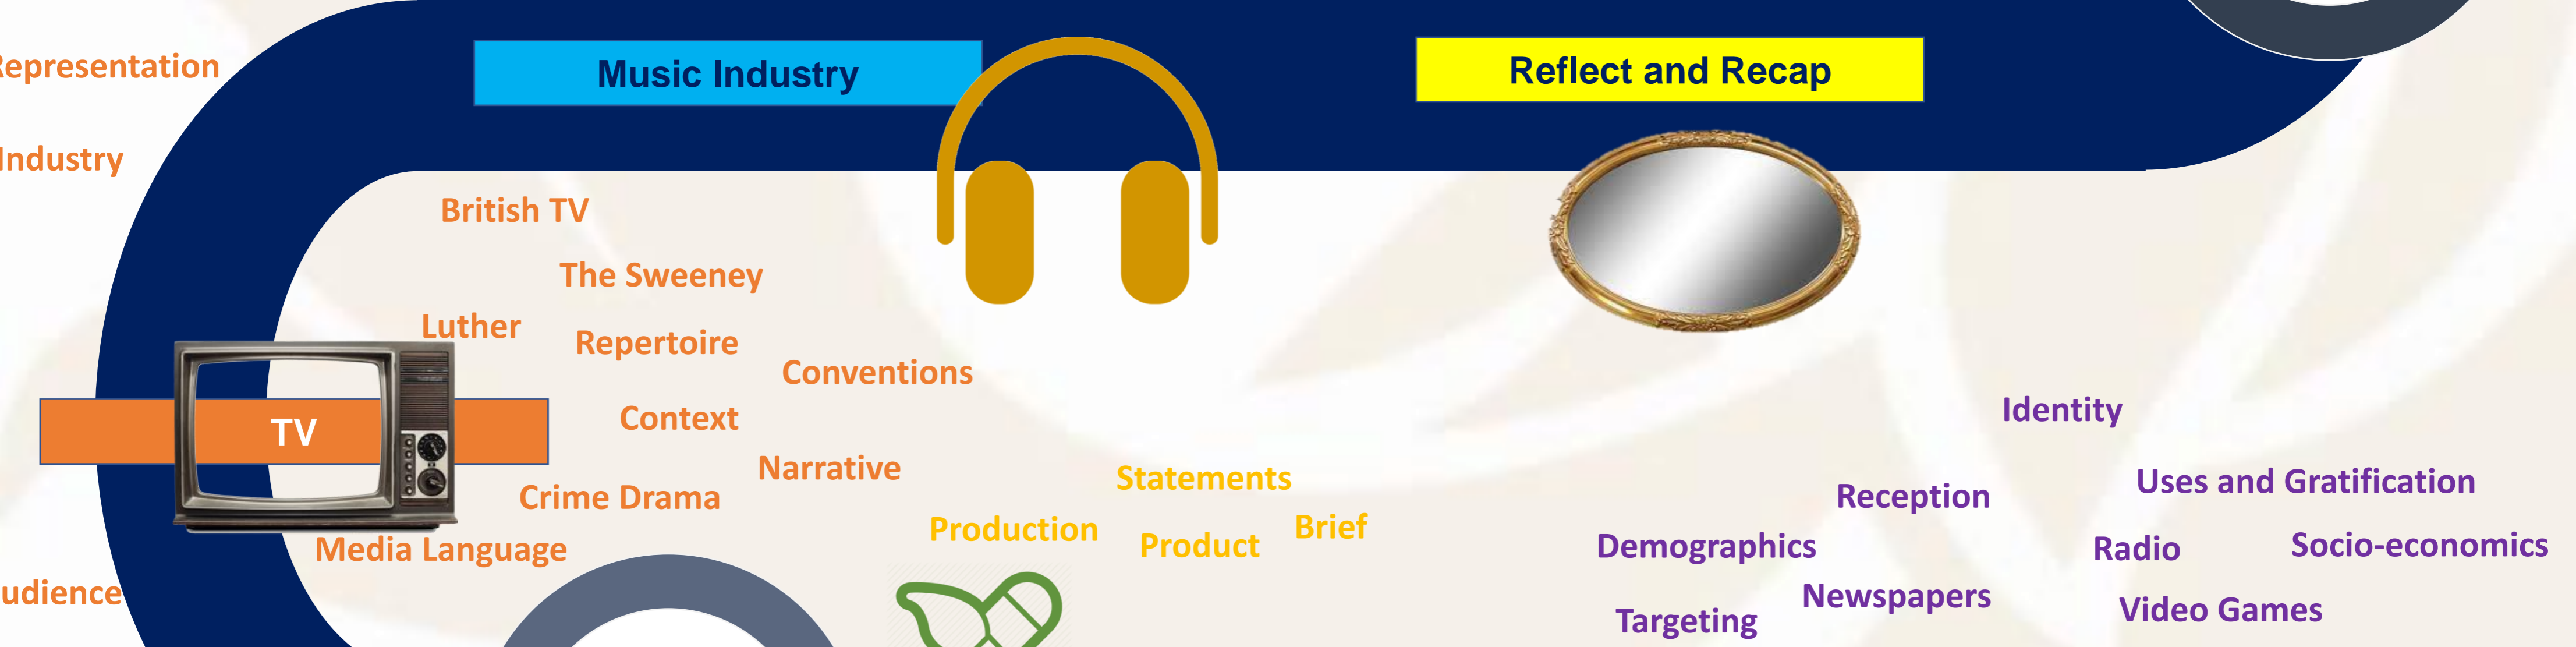 Representation
Industry
Music Industry
Reflect and Recap
British TV
The Sweeney
Luther
Repertoire
Conventions
TV
Context
Narrative
Crime Drama
Media Language
udience
Statements
Production
Product
Brief
Identity
Uses and Gratification
Reception
Demographics
Radio
Socio-economics
Newspapers
Targeting
Video Games